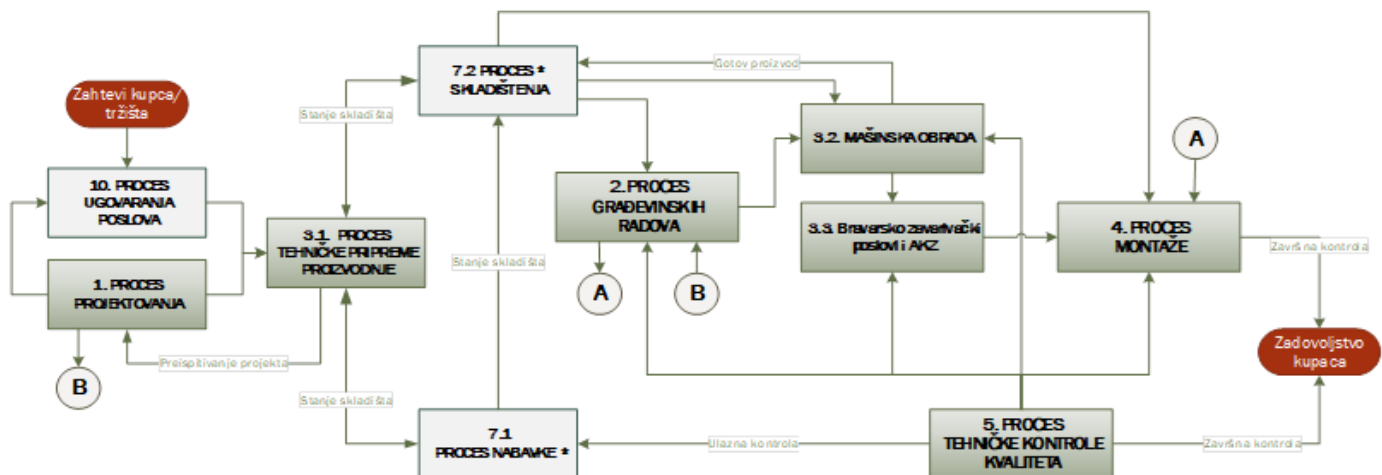 Zahtevi kupca/
tržišta
10. PROCES
UGOVARANJA
POSLOVA
1. PROCES
PROJEKTOVANJA
B
3.1. PROCES
TEHNIČKE PRIPREME
PROIZVODNJE
Preispitivanje projekta
Stanje skladišta
Stanje skladišta
7.2 PROCES *
SKLADIŠTENJA
Stanje skladišta
7.1
PROCES NABAVKE *
Gotov proizvod
2. PROCES
GRAĐEVINSKIH
RADOVA
A
B
3.2. MAŠINSKA OBRADA
3.3. Bravarsko zavarivački
poslovi i AKZ
A
4. PROCES
MONTAŽE
Završna kontrola
Zadovoljstvo
kupaca
Ulazna kontrola
5. PROCES
TEHNIČKE KONTROLE
KVALITETA
Završna kontrola